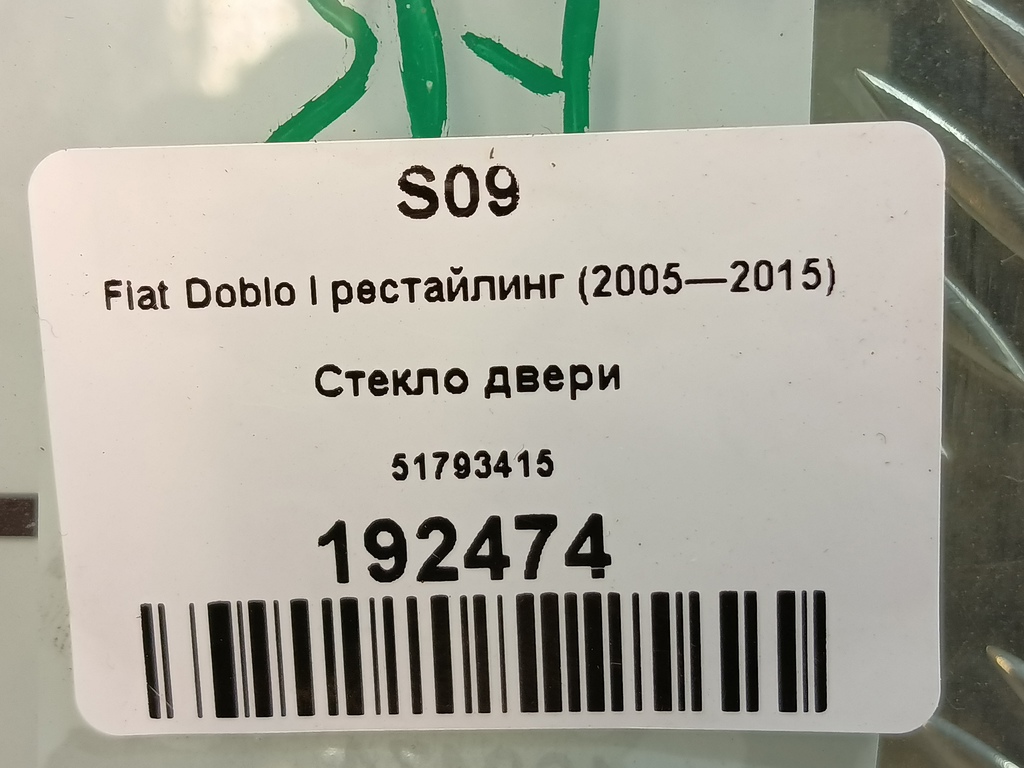 S09
Fiat Doblo I рестайлинг (2005—2015)
Стекло двери
51793415
192474